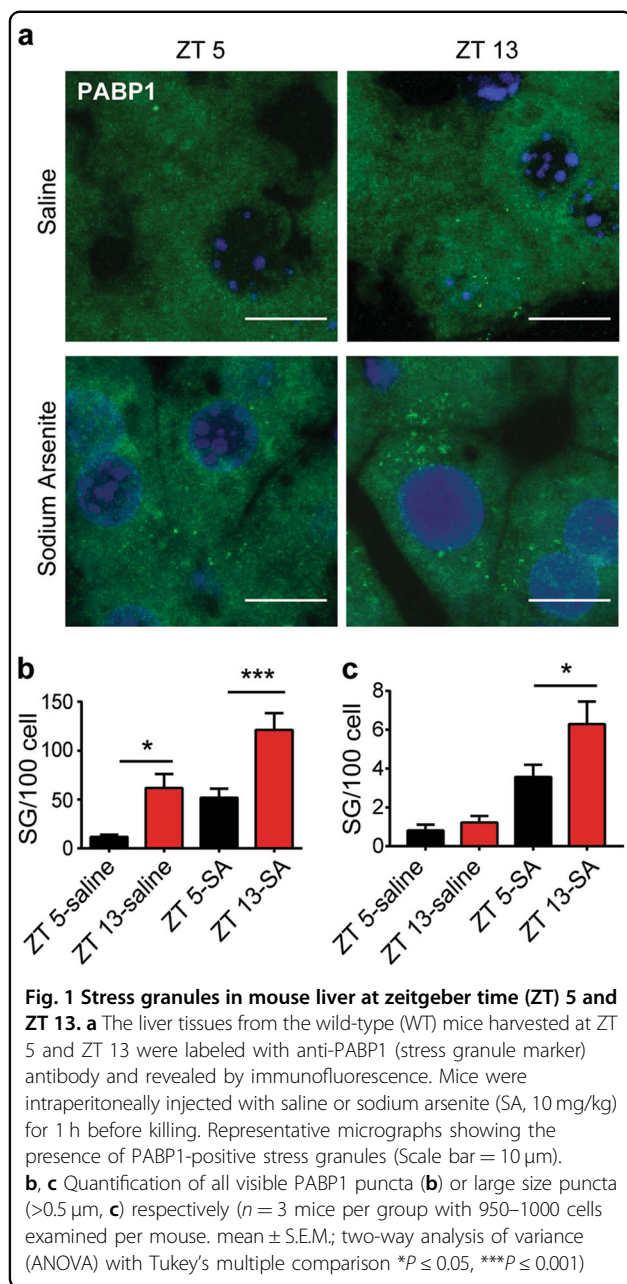 a
ZT 5
ZT 13
PABP1
Saline
Sodium Arsenite
b
***
*
SG/100 cell
150
100
50
0
ZT 5-saline
ZT 13-saline
ZT 5-SA
ZT 13-SA
c
*
SG/100 cell
8
6
4
2
0
ZT 5-saline
ZT 13-saline
ZT 5-SA
ZT 13-SA
Fig. 1 Stress granules in mouse liver at zeitgeber time (ZT) 5 and
ZT 13. a The liver tissues from the wild-type (WT) mice harvested at ZT
5 and ZT 13 were labeled with anti-PABP1 (stress granule marker)
antibody and revealed by immunofluorescence. Mice were
intraperitoneally injected with saline or sodium arsenite (SA, 10 mg/kg)
for 1 h before killing. Representative micrographs showing the
presence of PABP1-positive stress granules (Scale bar = 10 μm).
b, c Quantification of all visible PABP1 puncta (b) or large size puncta
(>0.5 μm, c) respectively (n = 3 mice per group with 950–1000 cells
examined per mouse. mean ± S.E.M.; two-way analysis of variance
(ANOVA) with Tukey's multiple comparison *P ≤ 0.05, ***P ≤ 0.001)